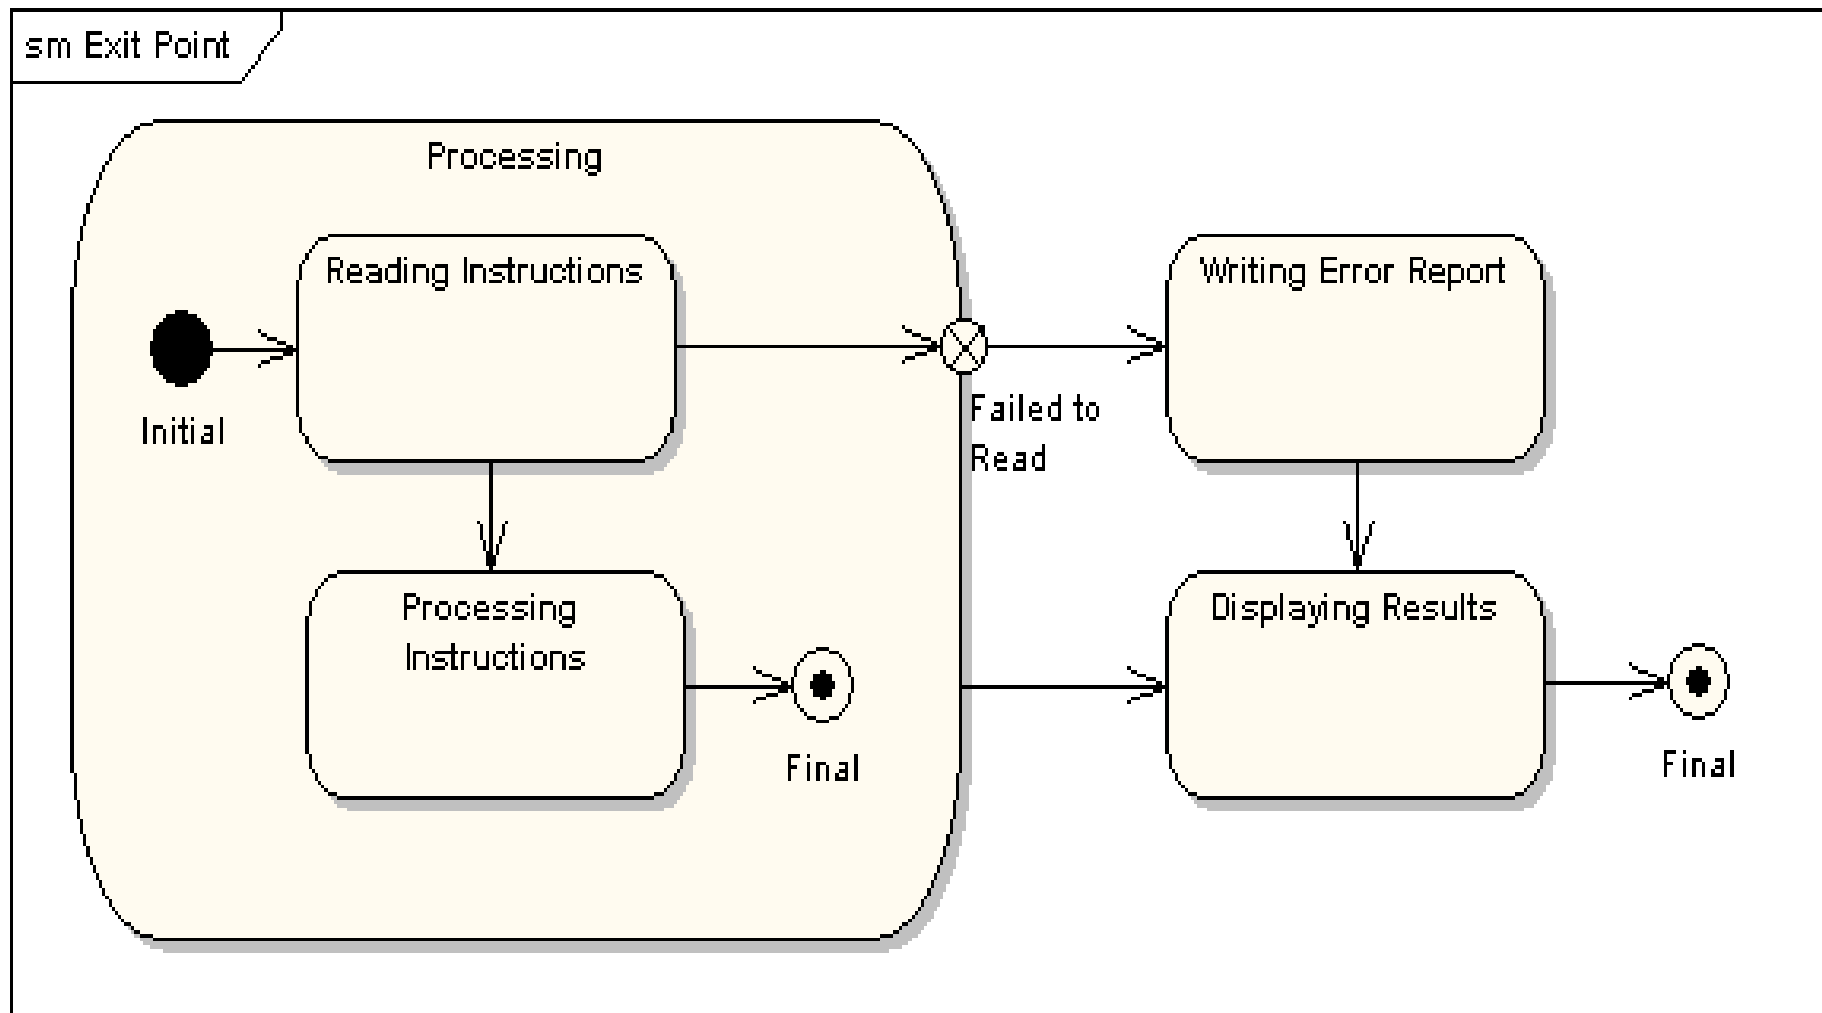 sm Exit Point
Processing
Reading Instructions
Writing Error Report
Initial
Failed to
Read
Processing
Instructions
Displaying Results
Final
Final